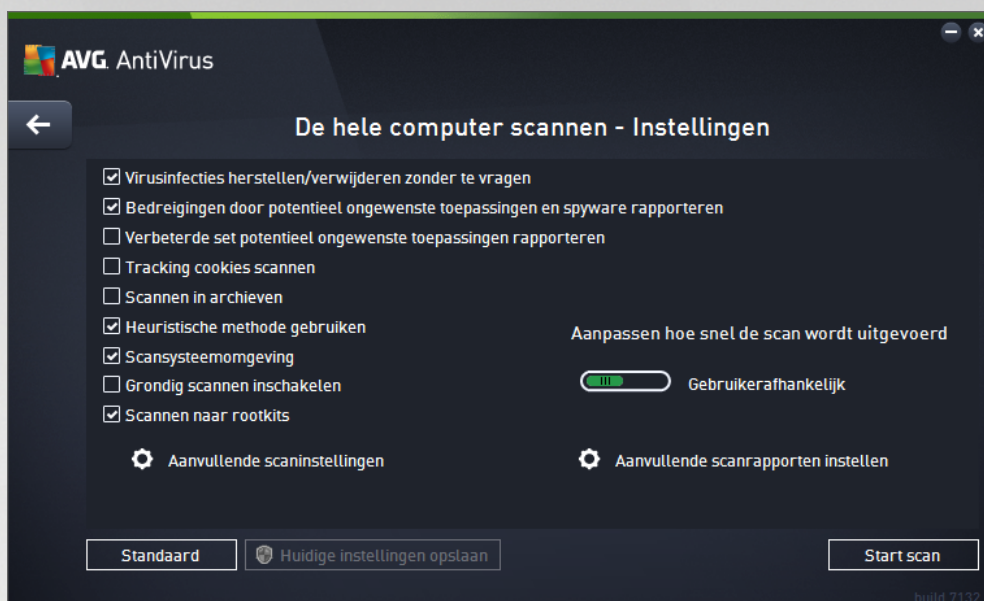 AVG. AntiVirus
De hele computer scannen - Instellingen
Virusinfecties herstellen/verwijderen zonder te vragen
Bedreigingen door potentieel ongewenste toepassingen en spyware rapporteren
Verbeterde set potentieel ongewenste toepassingen rapporteren
Tracking cookies scannen
Scannen in archieven
Heuristische methode gebruiken
Scansysteemomgeving
Grondig scannen inschakelen
Scannen naar rootkits
Aanpassen hoe snel de scan wordt uitgevoerd
Gebruikerafhankelijk
Aanvullende scaninstellingen
Aanvullende scanrapporten instellen
Standaard
Huidige instellingen opslaan
Start scan
build 7132